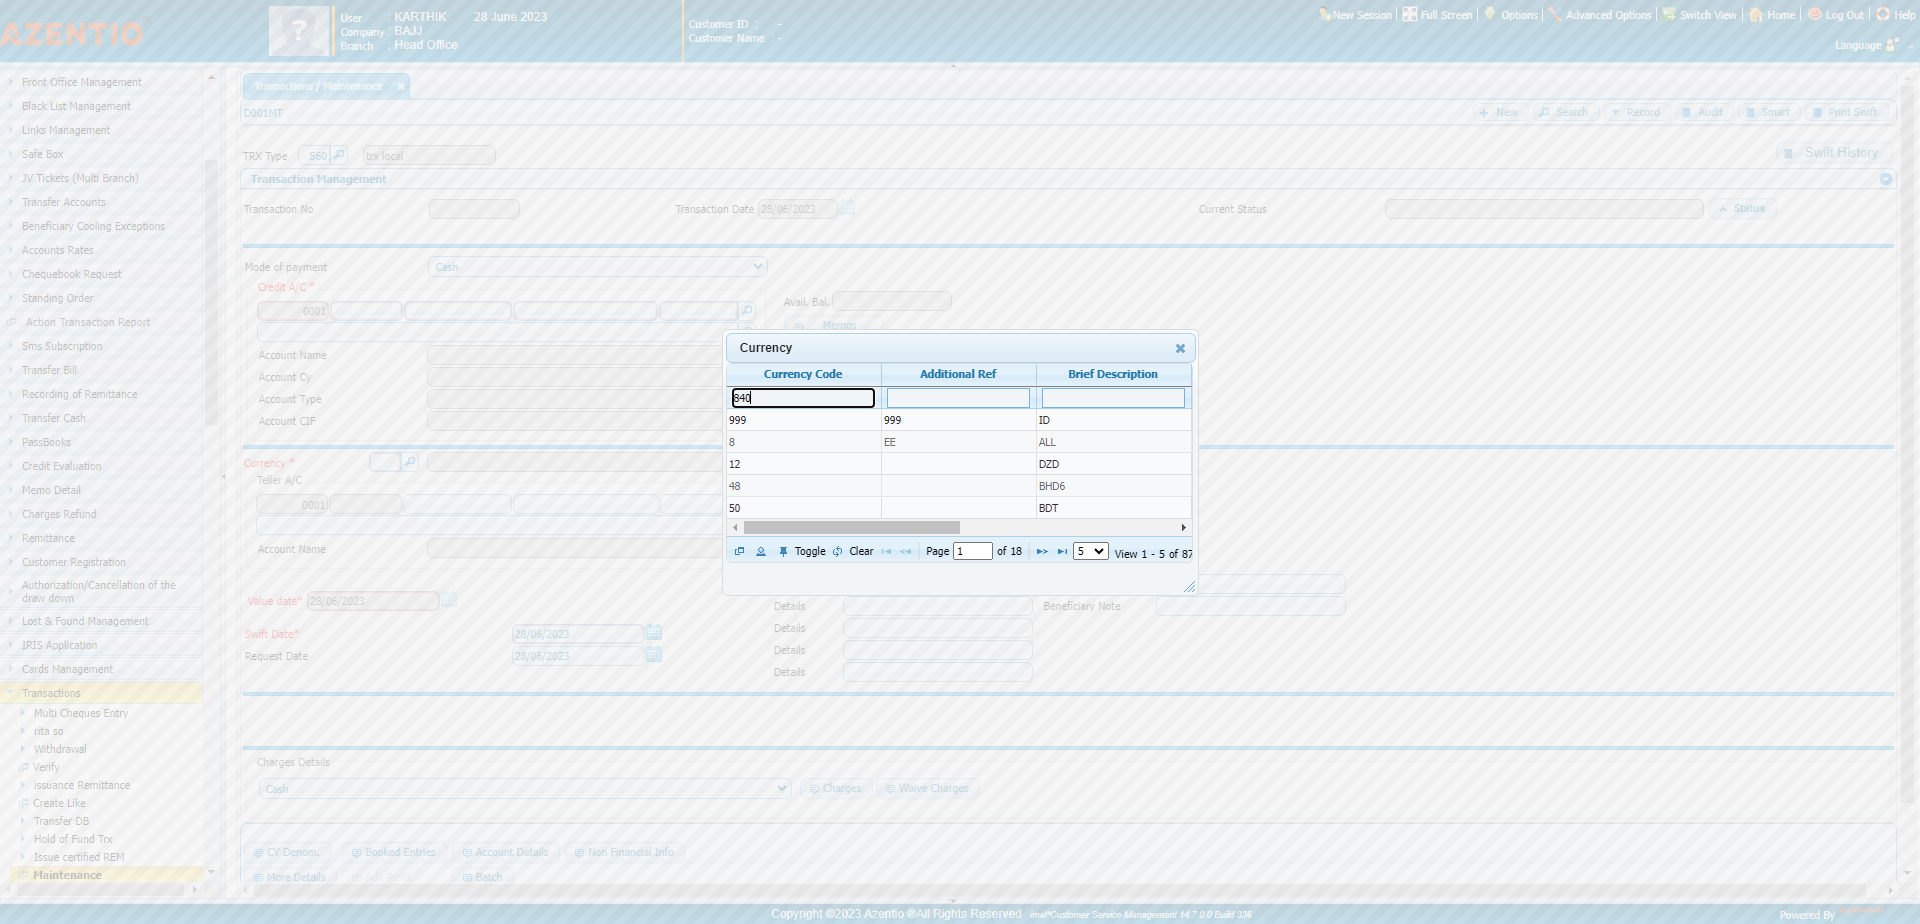 AZENTIO
User : KARTHIK 28 June 2023
Company : BAJJ
Branch : Head Office
Customer ID : -
Customer Name : -
New Session Full Screen Options Advanced Options Switch View Home Log Out Help
Language
Front Office Management
Black List Management
Links Management
Safe Box
JV Tickets (Multi Branch)
Transfer Accounts
Beneficiary Cooling Exceptions
Accounts Rates
Chequebook Request
Standing Order
Action Transaction Report
Sms Subscription
Transfer Bill
Recording of Remittance
Transfer Cash
PassBooks
Credit Evaluation
Memo Detail
Charges Refund
Remittance
Customer Registration
Authorization/Cancellation of the
draw down
Lost & Found Management
IRIS Application
Cards Management
Transactions
Multi Cheques Entry
rita so
Withdrawal
Verify
issuance Remittance
Create Like
Transfer DB
Hold of Fund Trx
Issue certified REM
Maintenance
Transactions / Maintenance
D001MT
New Search Record Audit Smart Print Swift
TRX Type 560 trx local
Swift History
Transaction Management
Transaction No
Transaction Date 28/06/2023
Current Status
Status
Mode of payment Cash
Credit A/C *
0001
Avail. Bal.
Memos
Account Name
Account Cy
Account Type
Account CIF
Currency *
Teller A/C
0001
Account Name
Value date* 28/06/2023
Swift Date* 28/06/2023
Request Date 28/06/2023
Details
Details
Details
Details
Beneficiary Note
Currency
Currency Code Additional Ref Brief Description
840
999 999 ID
8 EE ALL
12 DZD
48 BHD6
50 BDT
Toggle Clear Page 1 of 18 5 View 1 - 5 of 87
Charges Details
Cash
Charges Waive Charges
CY Denom. Booked Entries Account Details Non Financial Info
More Details Adv Profit Batch
Copyright ©2023 Azentio ®All Rights Reserved imal*Customer Service Management 14.7.0.0 Build 336
Powered By